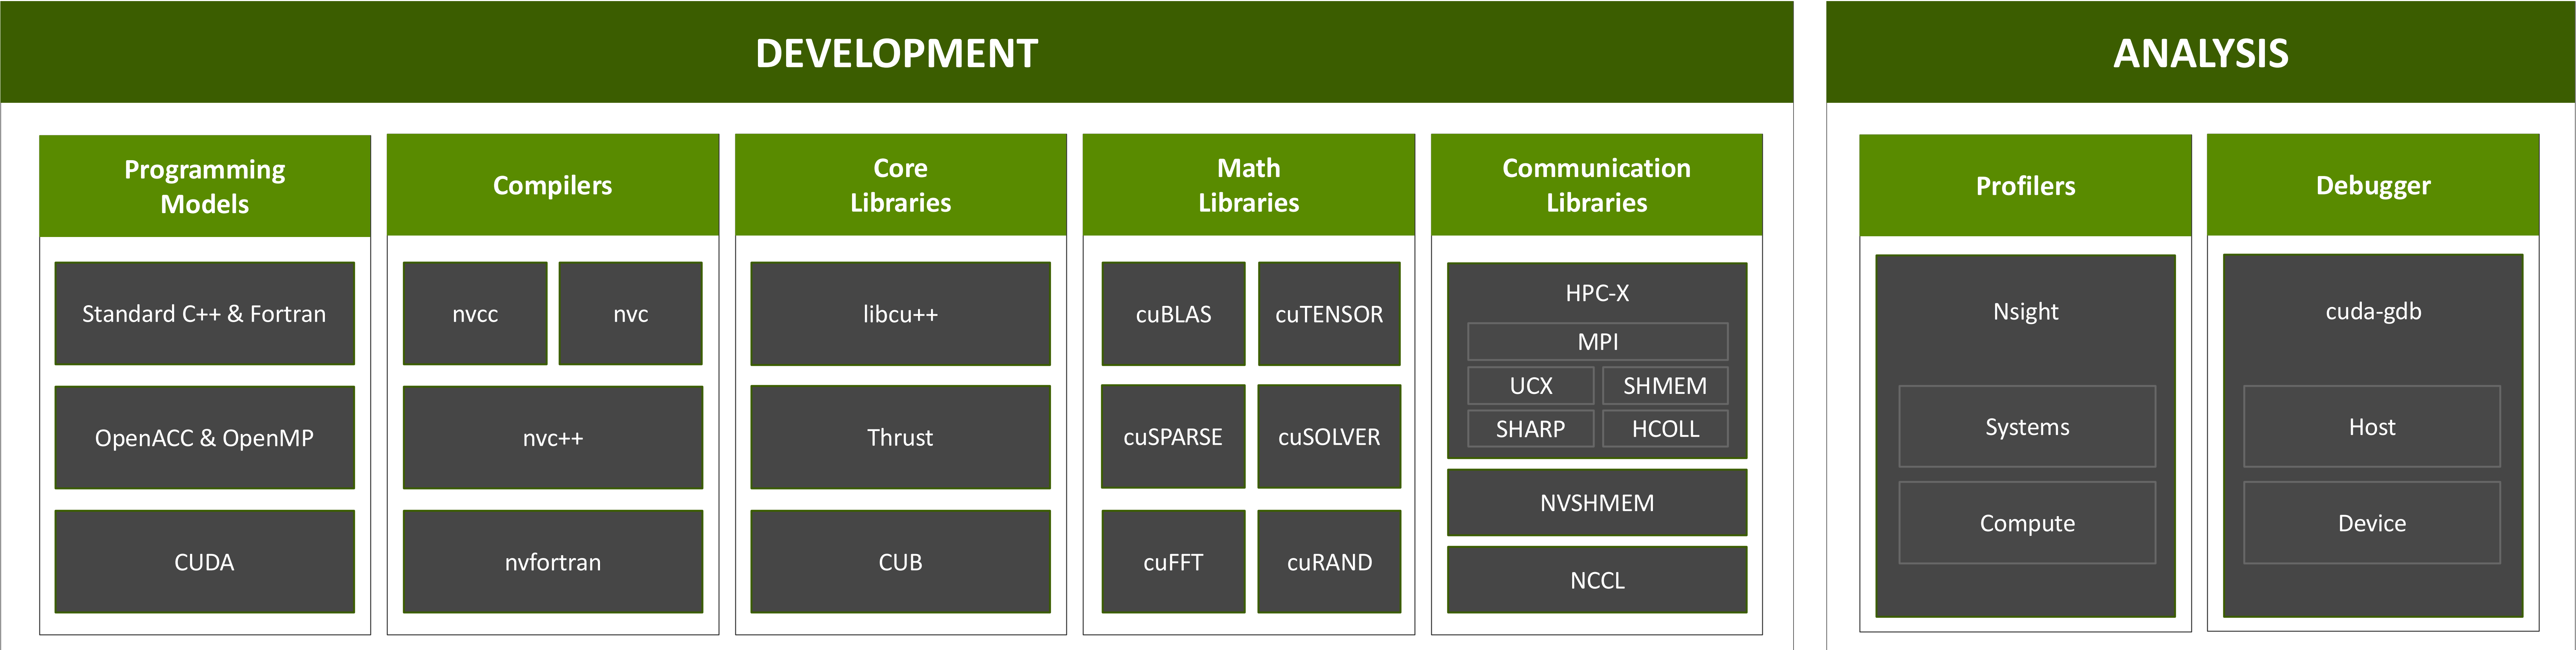 DEVELOPMENT
Programming
Models
Standard C++ & Fortran
OpenACC & OpenMP
CUDA
Compilers
nvcc
nvc
nvc++
nvfortran
Core
Libraries
libcu++
Thrust
CUB
Math
Libraries
cuBLAS
cuTENSOR
cuSPARSE
cuSOLVER
cuFFT
cuRAND
Communication
Libraries
HPC-X
MPI
UCX
SHMEM
SHARP
HCOLL
NVSHMEM
NCCL
ANALYSIS
Profilers
Nsight
Systems
Compute
Debugger
cuda-gdb
Host
Device